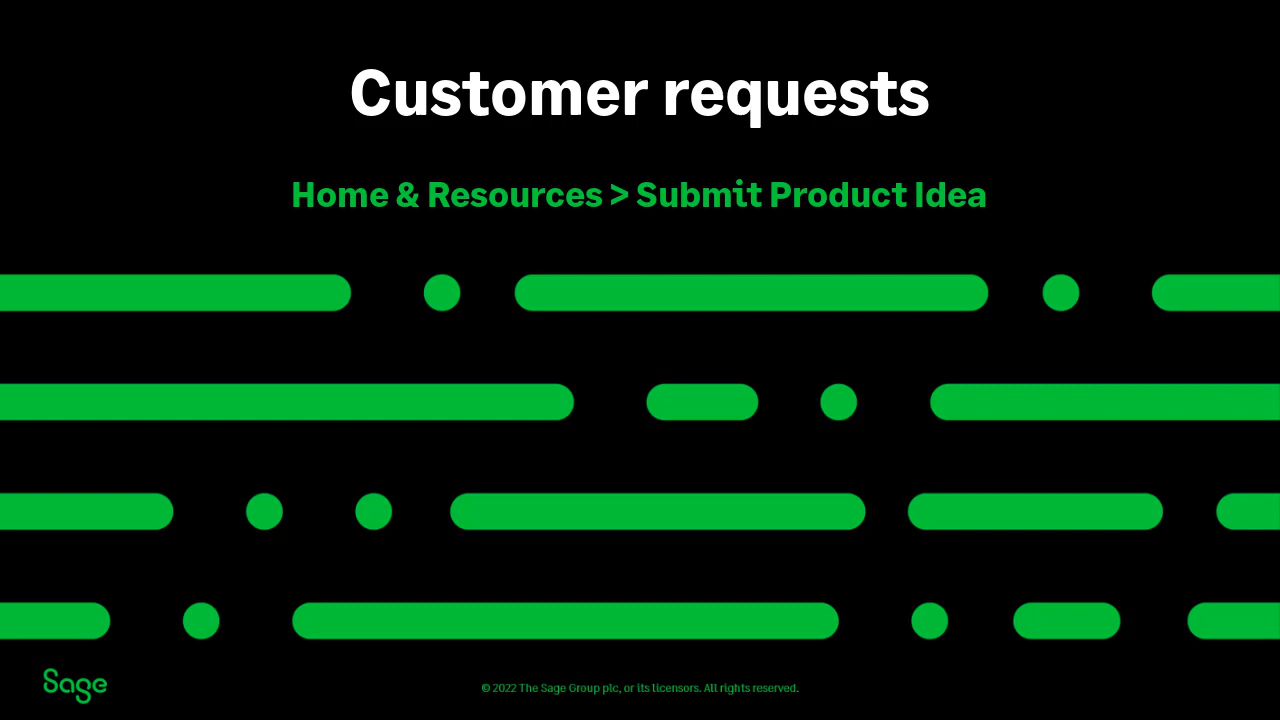 Customer requests
Home & Resources > Submit Product Idea
Sage
© 2022 The Sage Group plc, or its licensors. All rights reserved.